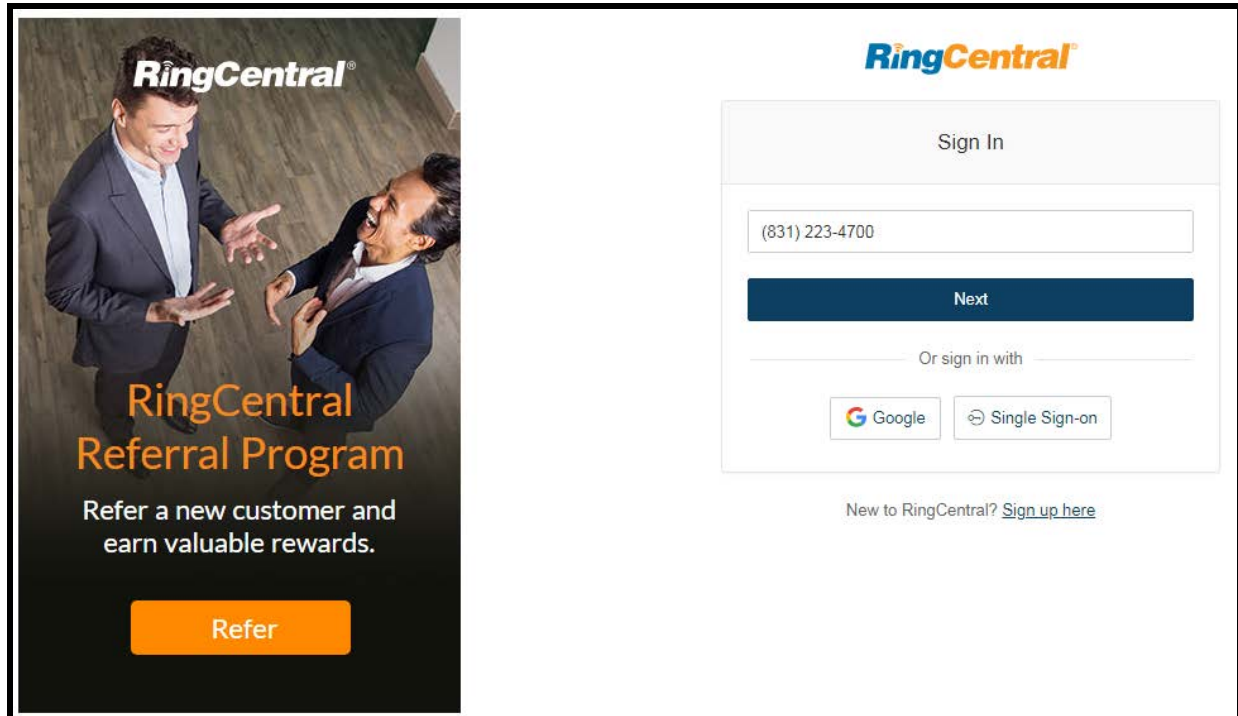 RingCentral®
RingCentral
Referral Program
Refer a new customer and
earn valuable rewards.
Refer
RingCentral®
Sign In
(831) 223-4700
Next
Or sign in with
Google
Single Sign-on
New to RingCentral? Sign up here